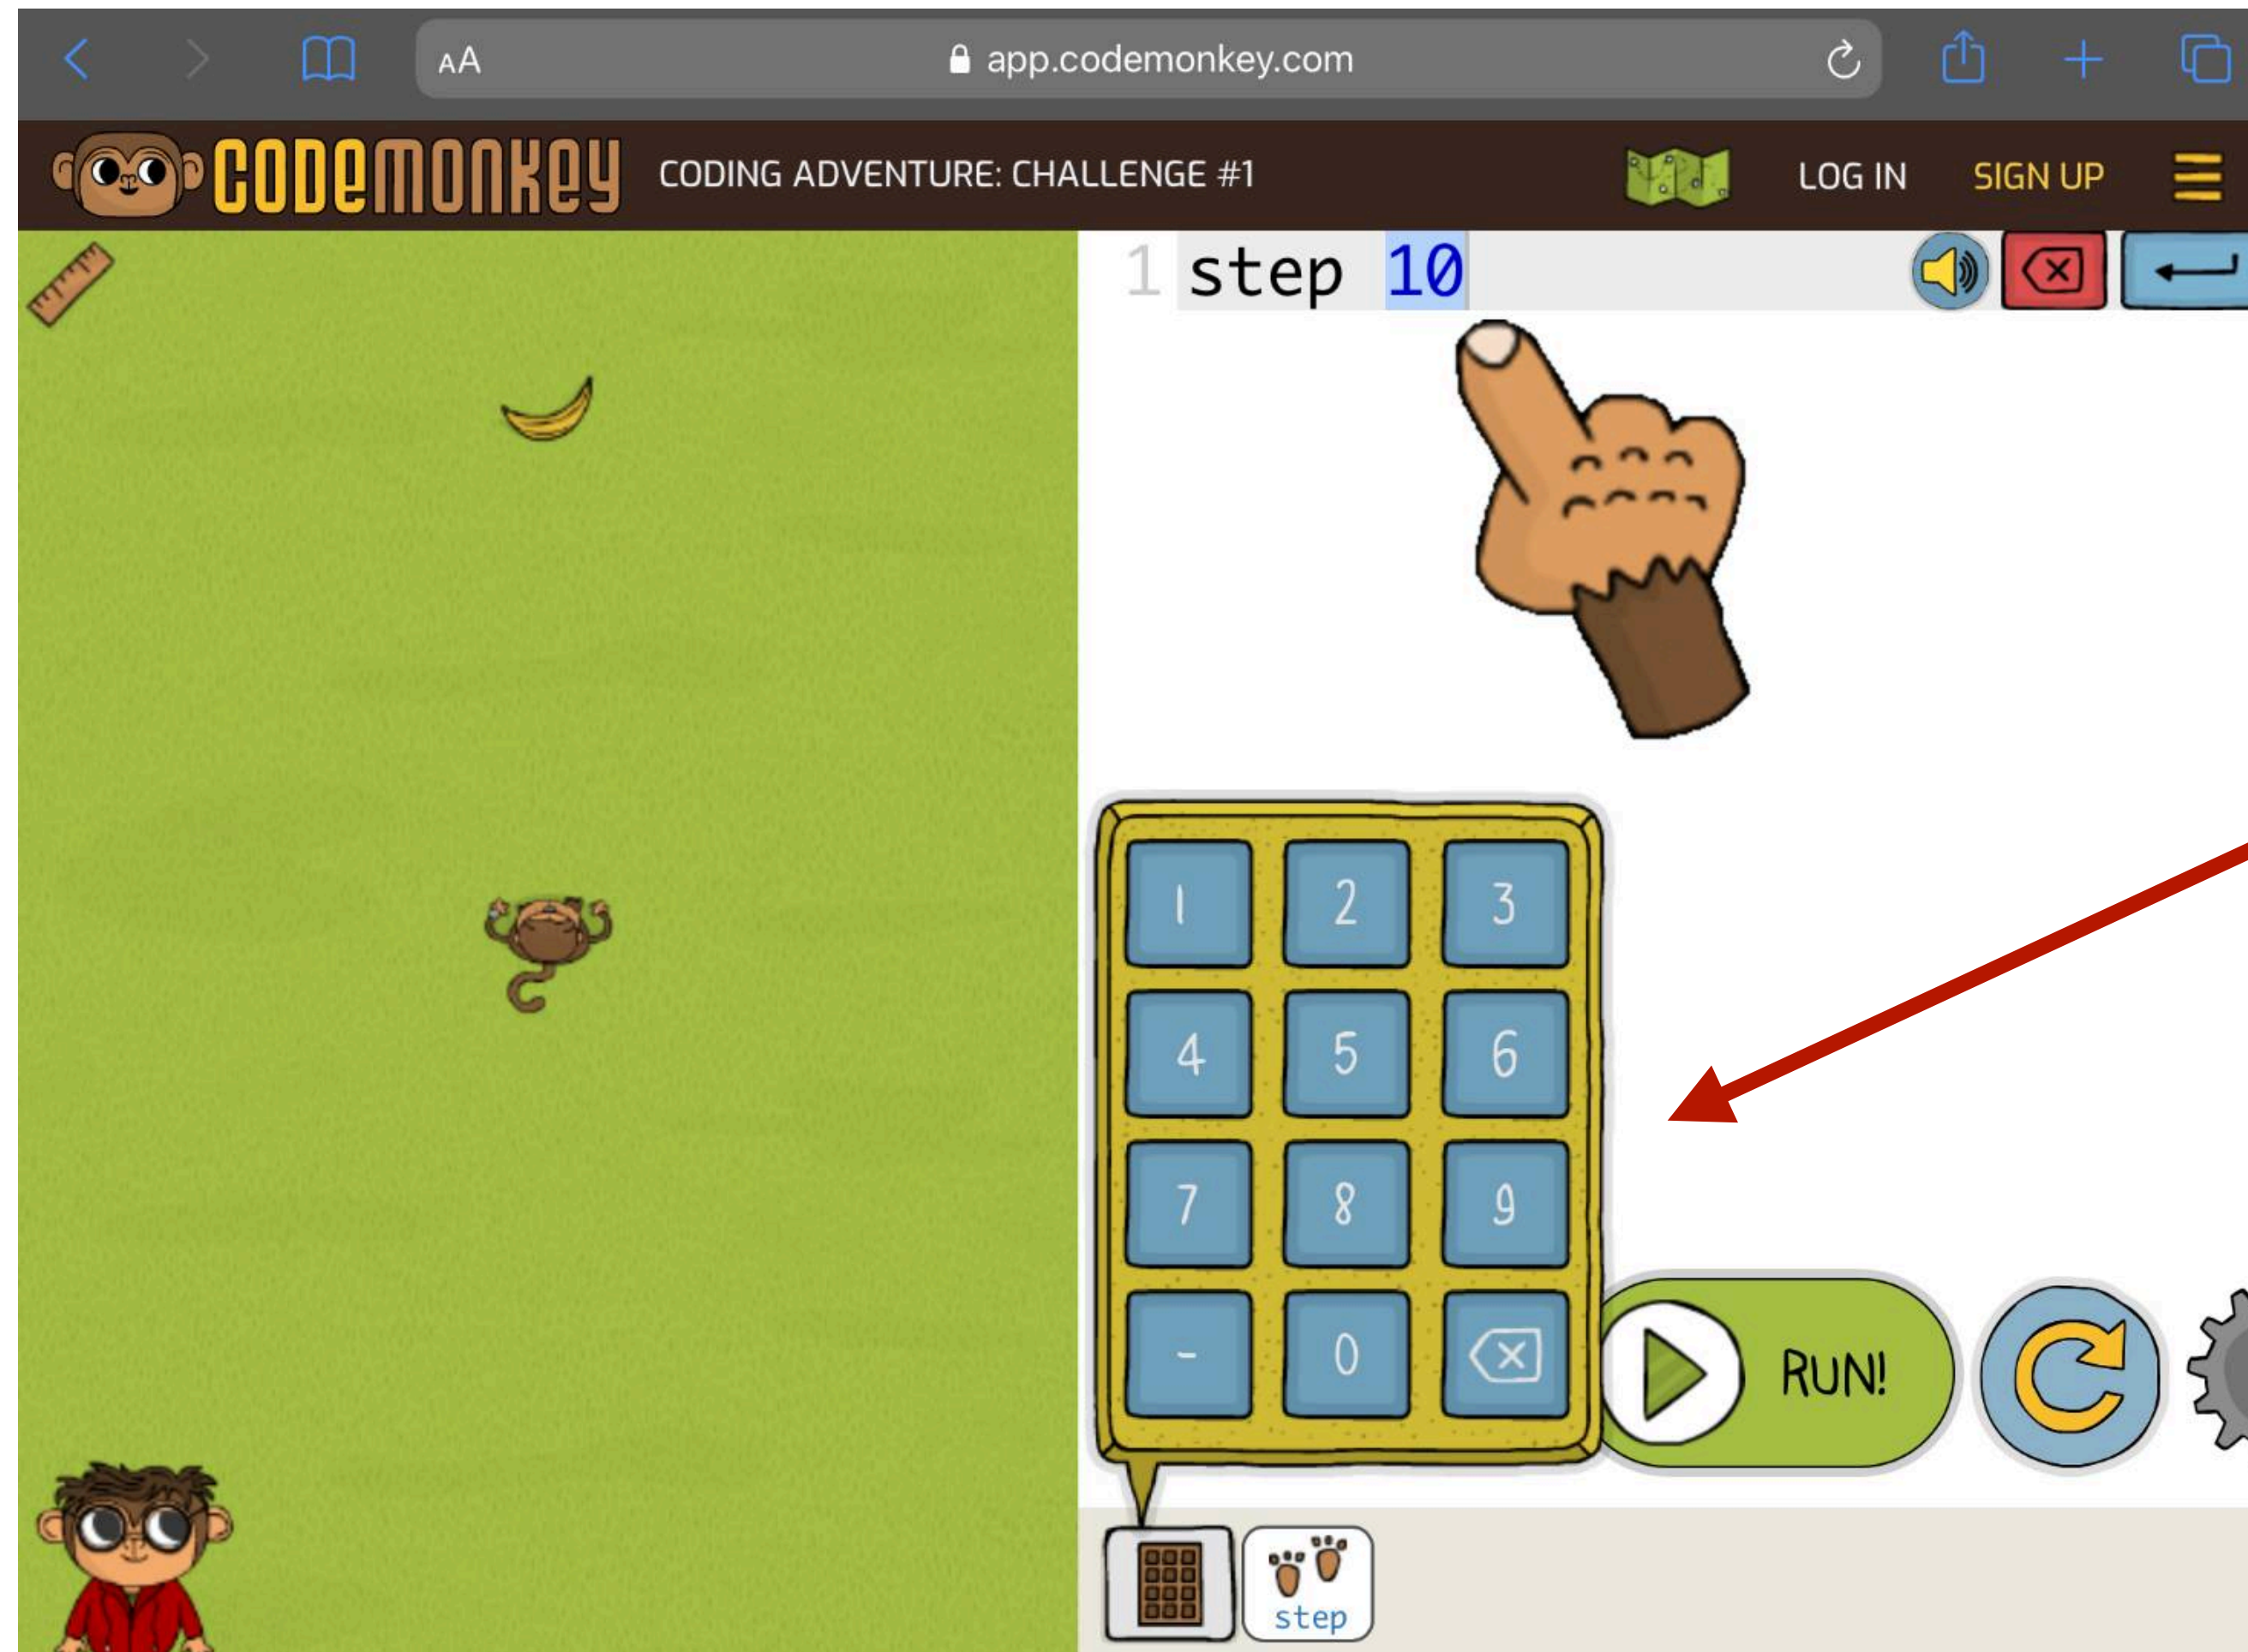 AA app.codemonkey.com
CODEMONKEY CODING ADVENTURE: CHALLENGE #1 LOG IN SIGN UP
1 step 10
1 2 3
4 5 6
7 8 9
- 0
RUN!
step